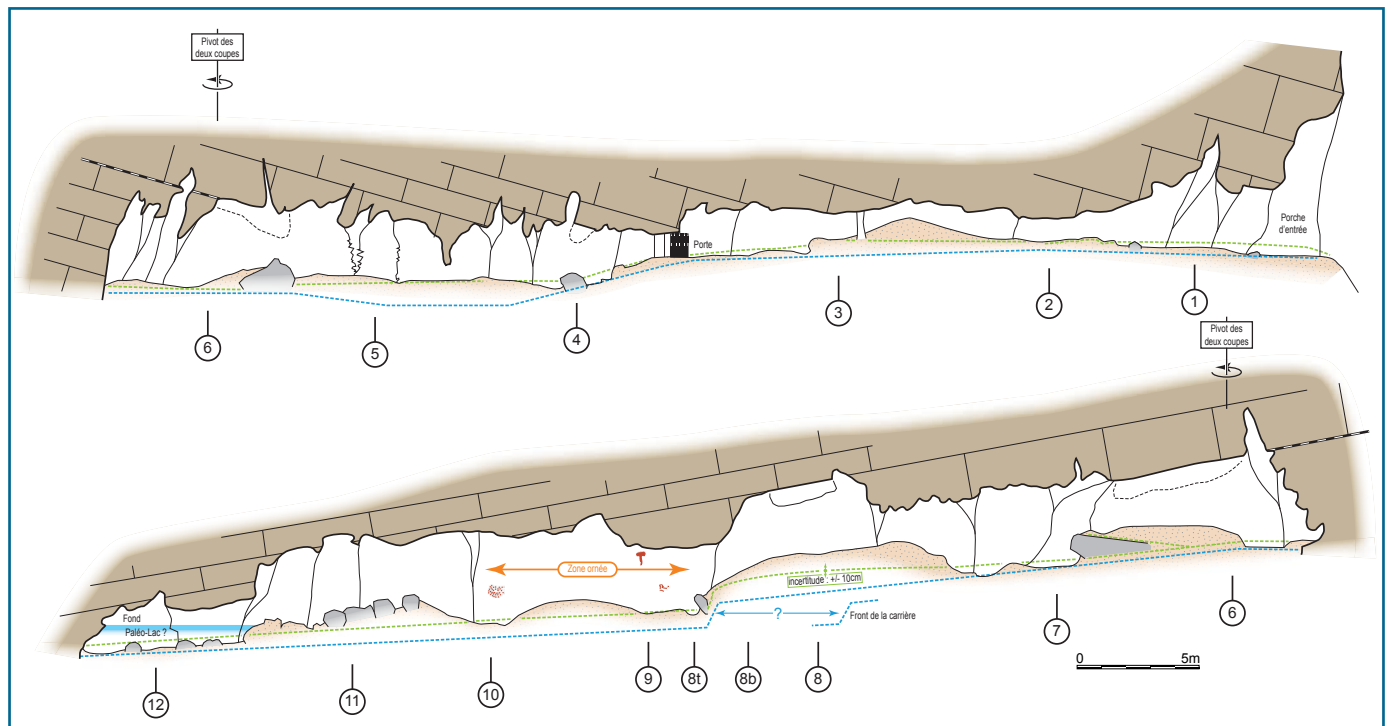 Pivot des
deux coupes
Porte
Porche
d'entrée
6
5
4
3
2
1
Pivot des
deux coupes
Zone ornée
incertitude : +/- 10cm
Fond
Paléo-Lac ?
?
Front de la carrière
12
11
10
9
8t
8b
8
7
6
0
5m